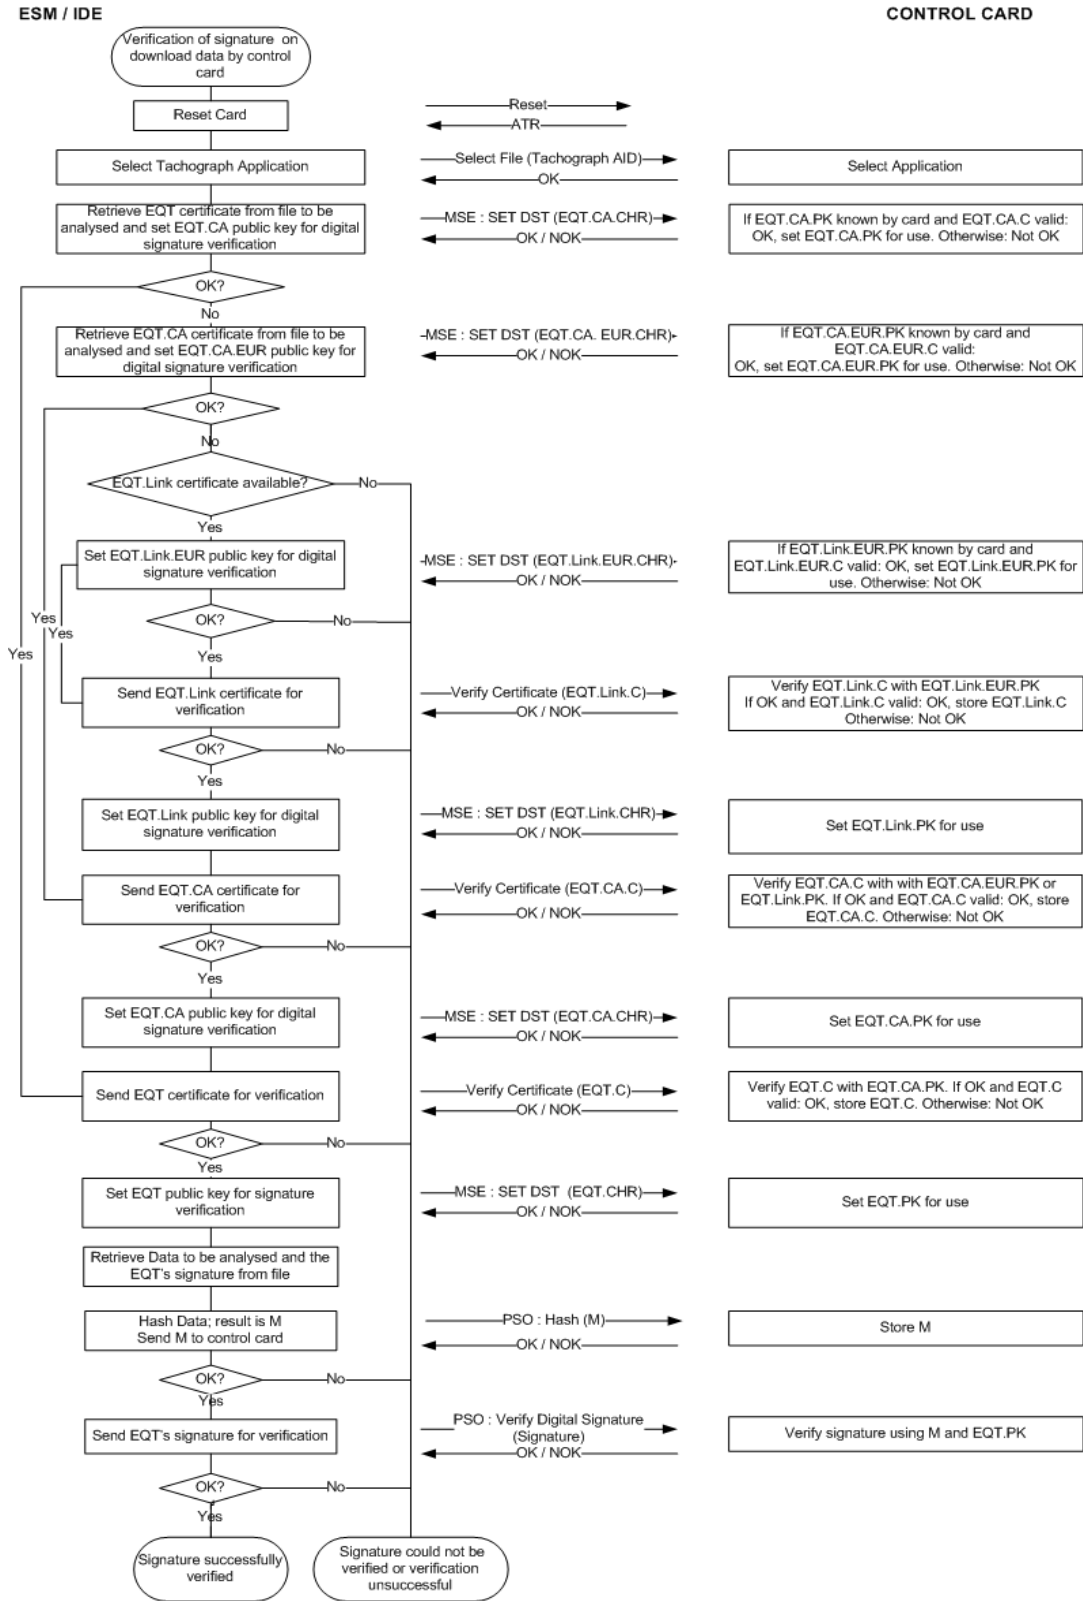 ESM / IDE
CONTROL CARD
Verification of signature on
download data by control
card
Reset Card
Reset
ATR
Select Tachograph Application
Select File (Tachograph AID)
OK
Select Application
Retrieve EQT certificate from file to be
analysed and set EQT.CA public key for digital
signature verification
MSE : SET DST (EQT.CA.CHR)
OK / NOK
If EQT.CA.PK known by card and EQT.CA.C valid:
OK, set EQT.CA.PK for use. Otherwise: Not OK
OK?
No
Retrieve EQT.CA certificate from file to be
analysed and set EQT.CA.EUR public key for
digital signature verification
MSE : SET DST (EQT.CA. EUR.CHR)
OK / NOK
If EQT.CA.EUR.PK known by card and
EQT.CA.EUR.C valid:
OK, set EQT.CA.EUR.PK for use. Otherwise: Not OK
OK?
No
EQT.Link certificate available?
No
Yes
Set EQT.Link.EUR public key for digital
signature verification
MSE : SET DST (EQT.Link.EUR.CHR)
OK / NOK
If EQT.Link.EUR.PK known by card and
EQT.Link.EUR.C valid: OK, set EQT.Link.EUR.PK for
use. Otherwise: Not OK
OK?
No
Yes
Yes
Yes
Yes
Send EQT.Link certificate for
verification
Verify Certificate (EQT.Link.C)
OK / NOK
Verify EQT.Link.C with EQT.Link.EUR.PK
If OK and EQT.Link.C valid: OK, store EQT.Link.C
Otherwise: Not OK
OK?
No
Yes
Set EQT.Link public key for digital
signature verification
MSE : SET DST (EQT.Link.CHR)
OK / NOK
Set EQT.Link.PK for use
Send EQT.CA certificate for
verification
Verify Certificate (EQT.CA.C)
OK / NOK
Verify EQT.CA.C with with EQT.CA.EUR.PK or
EQT.Link.PK. If OK and EQT.CA.C valid: OK, store
EQT.CA.C. Otherwise: Not OK
OK?
No
Yes
Set EQT.CA public key for digital
signature verification
MSE : SET DST (EQT.CA.CHR)
OK / NOK
Set EQT.CA.PK for use
Send EQT certificate for verification
Verify Certificate (EQT.C)
OK / NOK
Verify EQT.C with EQT.CA.PK. If OK and EQT.C
valid: OK, store EQT.C. Otherwise: Not OK
OK?
No
Yes
Set EQT public key for signature
verification
MSE : SET DST (EQT.CHR)
OK / NOK
Set EQT.PK for use
Retrieve Data to be analysed and the
EQT's signature from file
Hash Data; result is M
Send M to control card
PSO : Hash (M)
OK / NOK
Store M
OK?
No
Yes
Send EQT's signature for verification
PSO : Verify Digital Signature
(Signature)
OK / NOK
Verify signature using M and EQT.PK
OK?
No
Yes
Signature successfully
verified
Signature could not be
verified or verification
unsuccessful